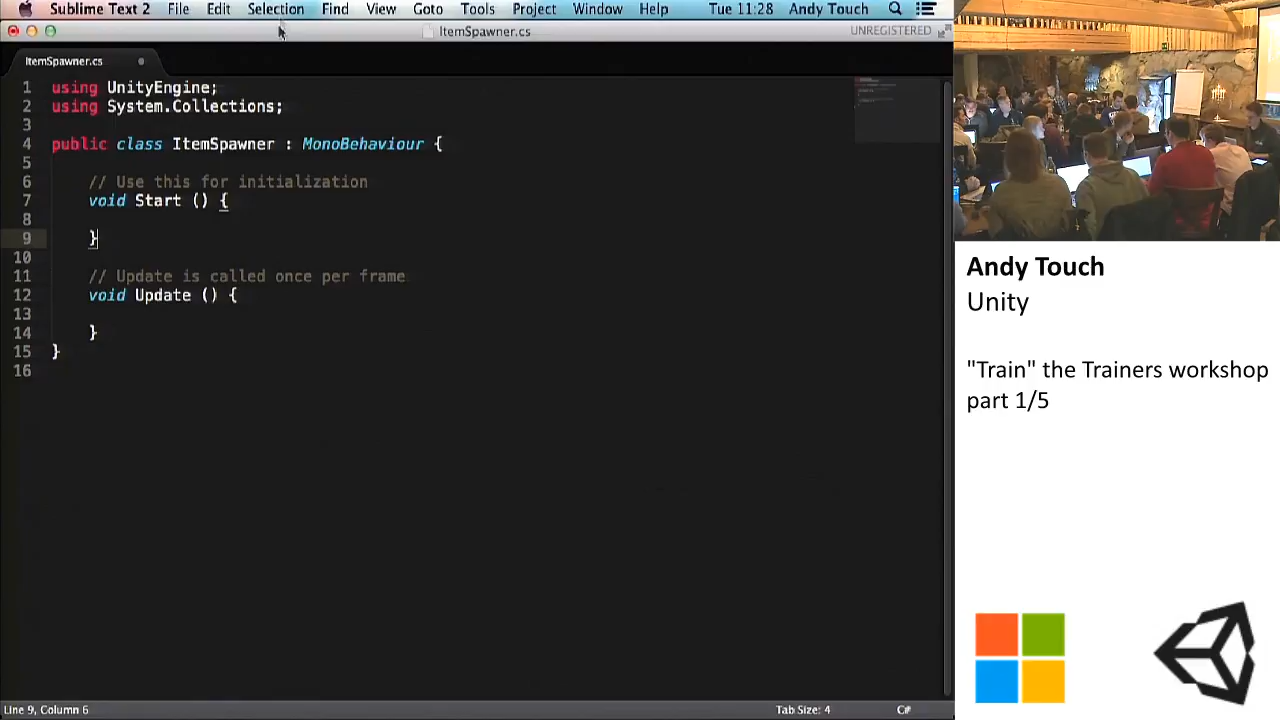 Sublime Text 2 File Edit Selection Find View Goto Tools Project Window Help Tue 11:28 Andy Touch
ItemSpawner.cs UNREGISTERED
ItemSpawner.cs
1 using UnityEngine;
2 using System.Collections;
3
4 public class ItemSpawner : MonoBehaviour {
5
6 // Use this for initialization
7 void Start () {
8
9 }
10
11 // Update is called once per frame
12 void Update () {
13
14 }
15 }
16
Line 9, Column 6 Tab Size: 4 C#
Andy Touch
Unity
"Train" the Trainers workshop
part 1/5